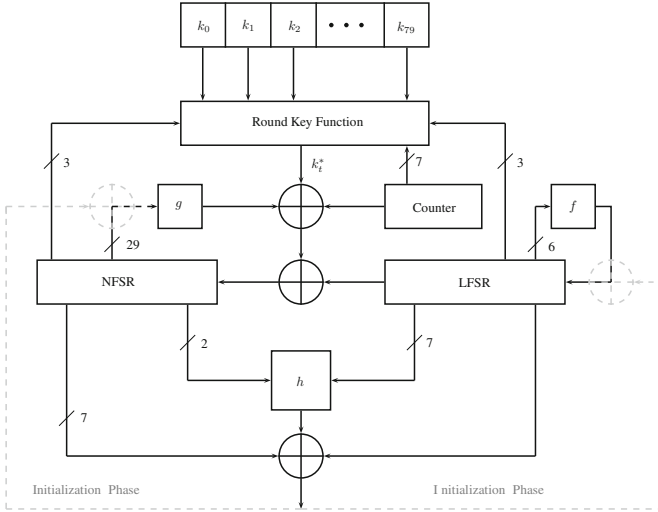 k0 k1 k2 • • • k79
Round Key Function
3
k*t
7
3
g
Counter
f
29
6
NFSR
LFSR
2
7
h
7
Initialization Phase
I nitialization Phase